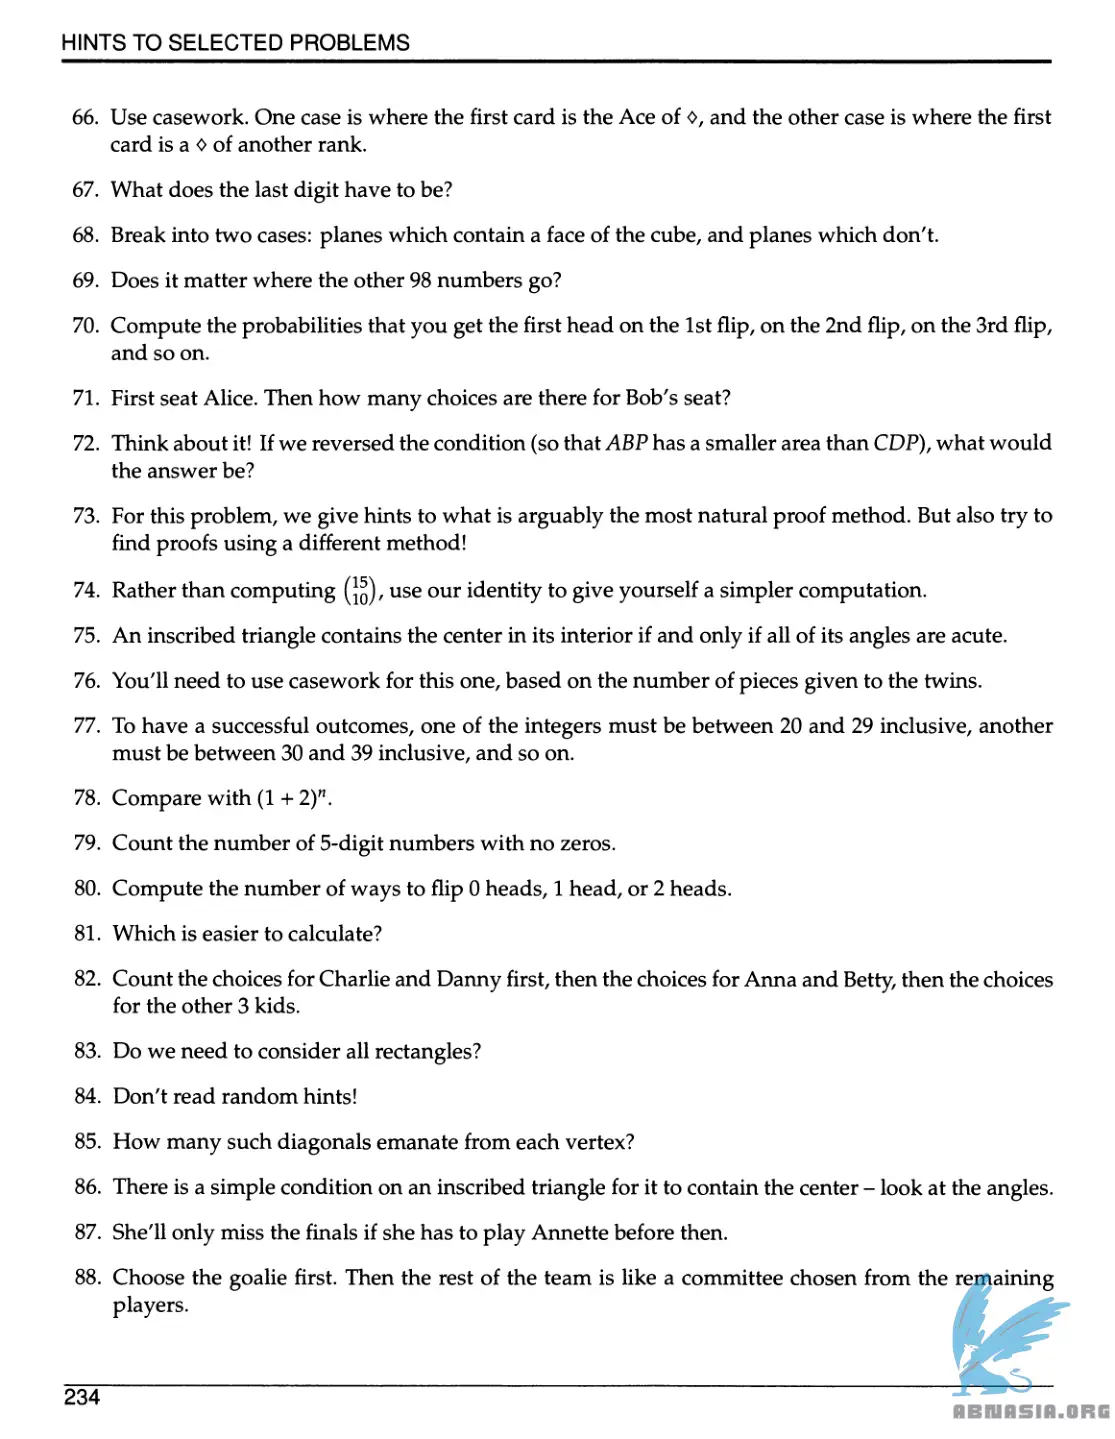 HINTS TO SELECTED PROBLEMS
66. Use casework. One case is where the first card is the Ace of ◊, and the other case is where the first
card is a ◊ of another rank.
67. What does the last digit have to be?
68. Break into two cases: planes which contain a face of the cube, and planes which don't.
69. Does it matter where the other 98 numbers go?
70. Compute the probabilities that you get the first head on the 1st flip, on the 2nd flip, on the 3rd flip,
and so on.
71. First seat Alice. Then how many choices are there for Bob's seat?
72. Think about it! If we reversed the condition (so that ABP has a smaller area than CDP), what would
the answer be?
73. For this problem, we give hints to what is arguably the most natural proof method. But also try to
find proofs using a different method!
74. Rather than computing (15 10), use our identity to give yourself a simpler computation.
75. An inscribed triangle contains the center in its interior if and only if all of its angles are acute.
76. You'll need to use casework for this one, based on the number of pieces given to the twins.
77. To have a successful outcomes, one of the integers must be between 20 and 29 inclusive, another
must be between 30 and 39 inclusive, and so on.
78. Compare with (1 + 2)ⁿ.
79. Count the number of 5-digit numbers with no zeros.
80. Compute the number of ways to flip 0 heads, 1 head, or 2 heads.
81. Which is easier to calculate?
82. Count the choices for Charlie and Danny first, then the choices for Anna and Betty, then the choices
for the other 3 kids.
83. Do we need to consider all rectangles?
84. Don't read random hints!
85. How many such diagonals emanate from each vertex?
86. There is a simple condition on an inscribed triangle for it to contain the center – look at the angles.
87. She'll only miss the finals if she has to play Annette before then.
88. Choose the goalie first. Then the rest of the team is like a committee chosen from the remaining
players.
234
ABNASIA.ORG